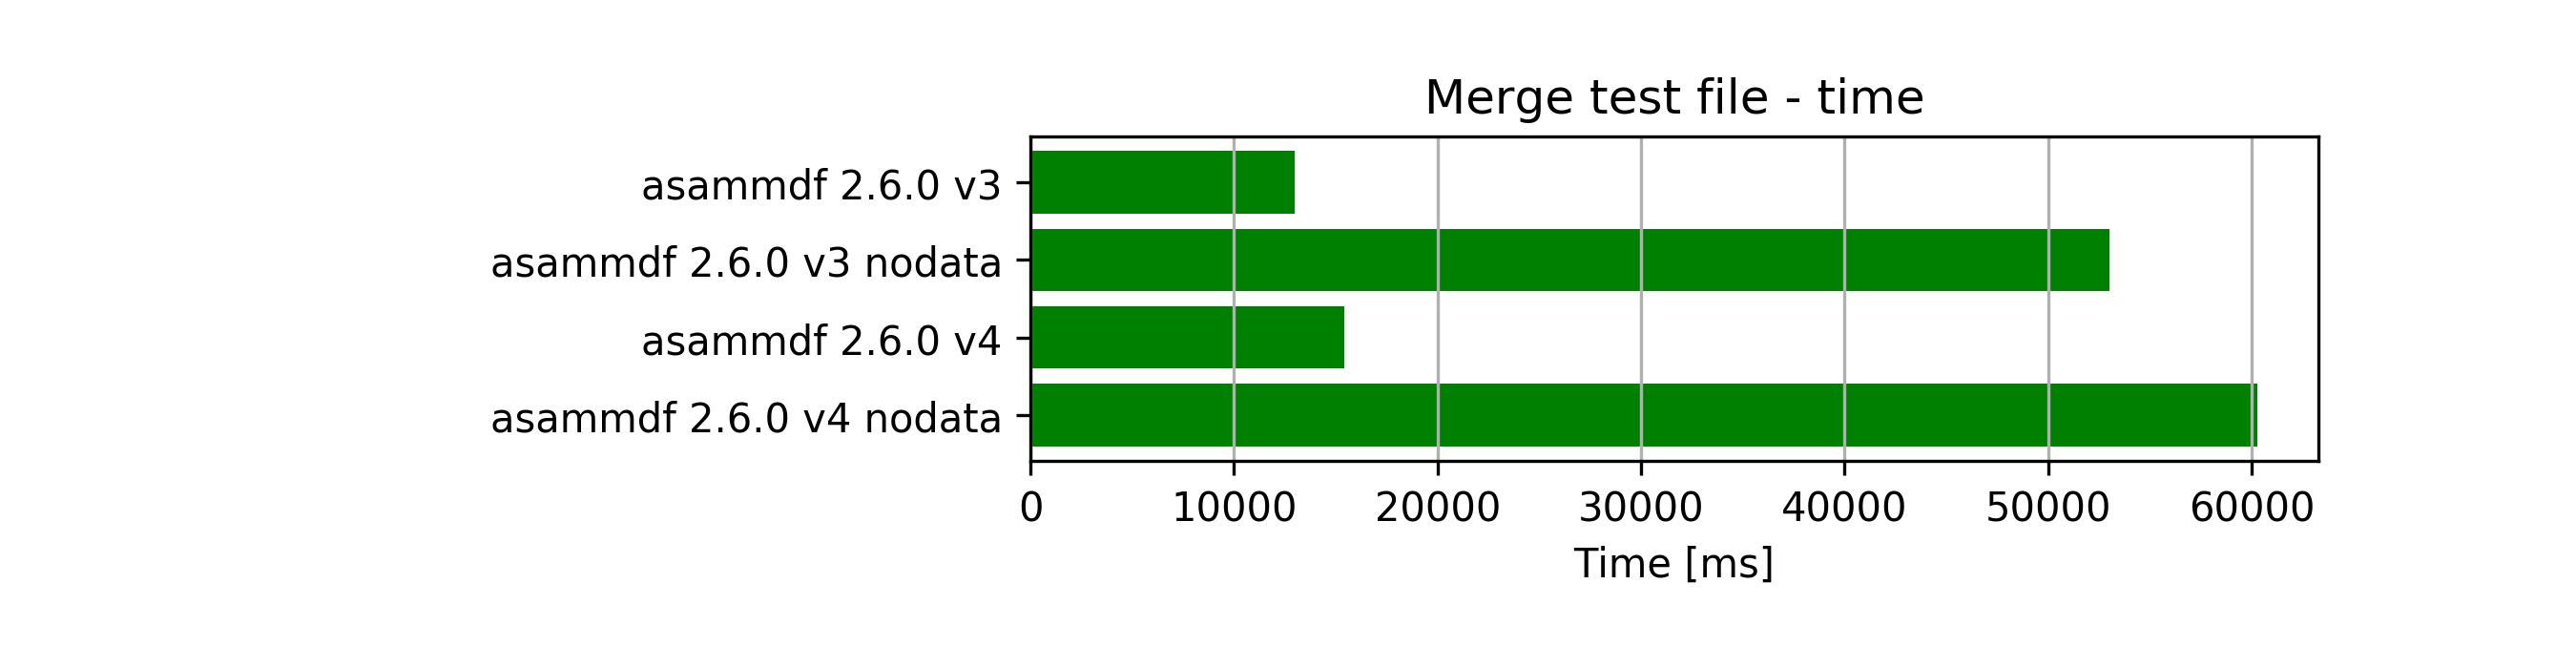 Merge test file - time
asammdf 2.6.0 v3
asammdf 2.6.0 v3 nodata
asammdf 2.6.0 v4
asammdf 2.6.0 v4 nodata
0 10000 20000 30000 40000 50000 60000
Time [ms]